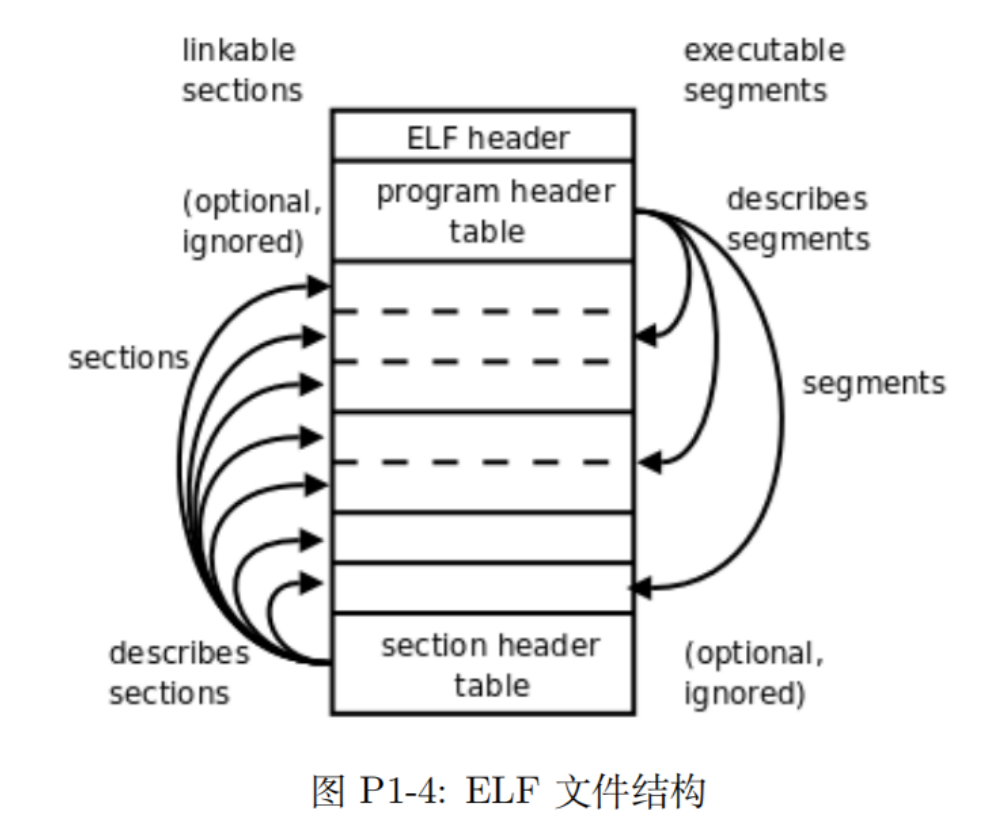 linkable
sections
executable
segments
ELF header
program header
table
(optional,
ignored)
describes
segments
sections
segments
describes
sections
section header
table
(optional,
ignored)
图 P1-4: ELF 文件结构